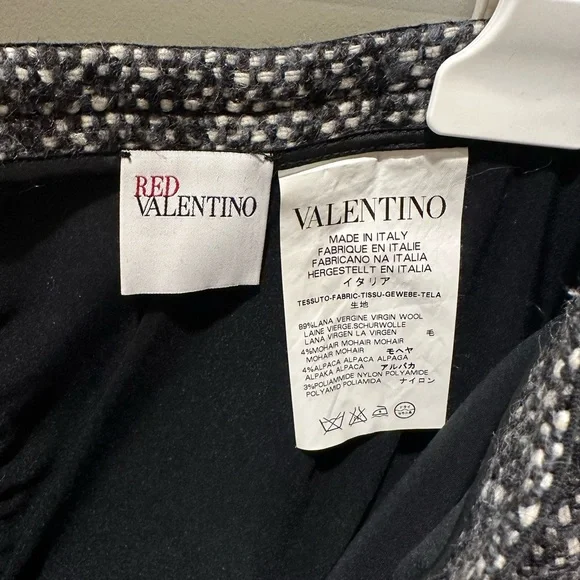 RED
VALENTINO
VALENTINO
MADE IN ITALY
FABRIQUE EN ITALIE
FABRICANO NA ITALIA
HERGESTELLT EN ITALIA
イタリア
TESSUTO-FABRIC-TISSU-GEWEBE-TELA
生地
89%LANA VERGINE VIRGIN WOOL
LAINE VIERGE.SCHURWOLLE
LANA VIRGEN LA VIRGEN 毛
4%MOHAIR MOHAIR MOHAIR
MOHAIR MOHAIR モヘヤ
4%ALPACA ALPACA ALPAGA
ALPAKA ALPACA アルパカ
3%POLIAMMIDE NYLON POLYAMIDE
POLYAMID POLIAMIDA ナイロン